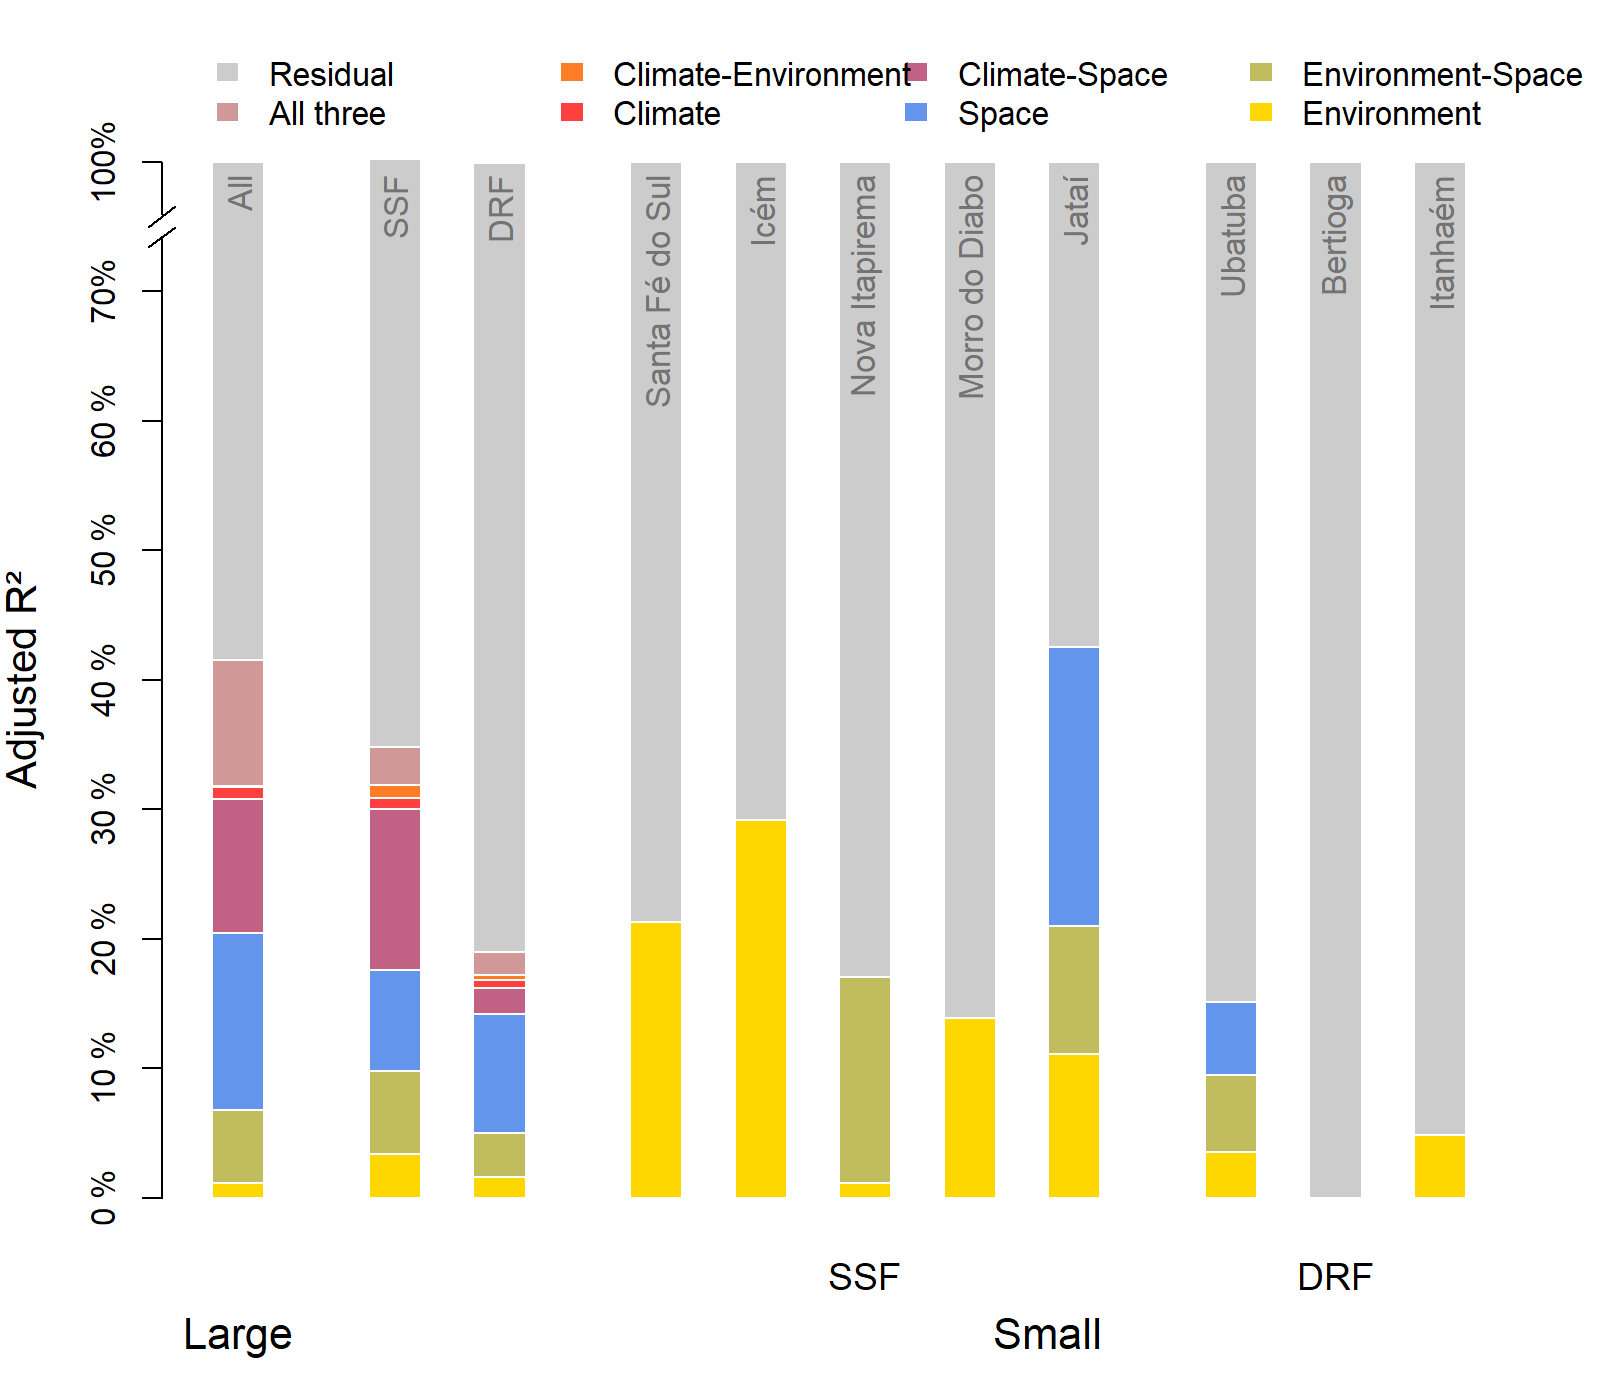 Residual
Climate-Environment
Climate-Space
Environment-Space
All three
Climate
Space
Environment
Adjusted R²
100%
70%
60 %
50 %
40 %
30 %
20 %
10 %
0 %
All
SSF
DRF
Santa Fé do Sul
Icém
Nova Itapirema
Morro do Diabo
Jataí
Ubatuba
Bertioga
Itanhaém
SSF
DRF
Large
Small